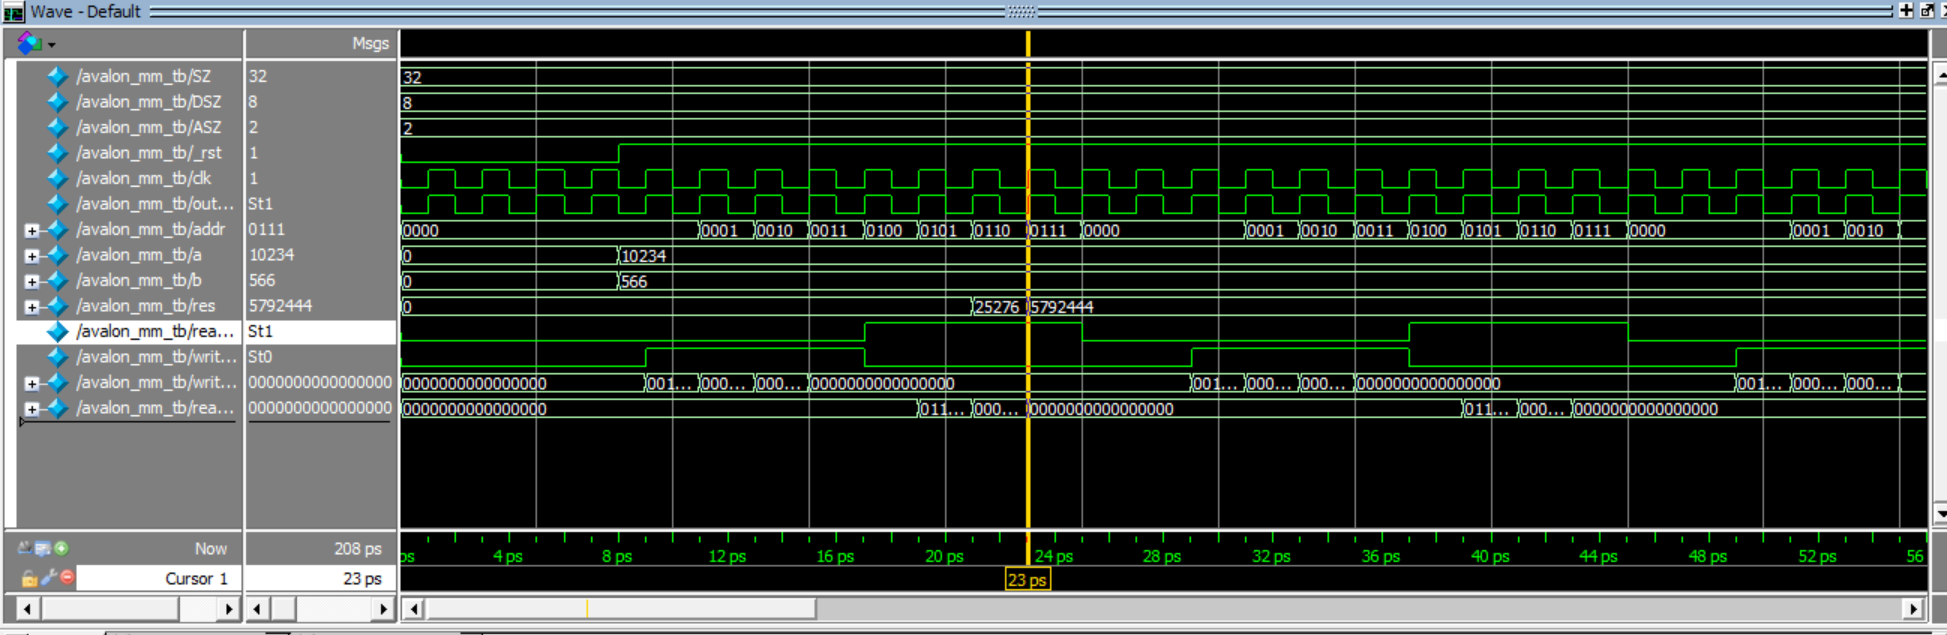 Wave - Default
Msgs
/avalon_mm_tb/SZ 32 32
/avalon_mm_tb/DSZ 8 8
/avalon_mm_tb/ASZ 2 2
/avalon_mm_tb/_rst 1
/avalon_mm_tb/clk 1
/avalon_mm_tb/out... St1
/avalon_mm_tb/addr 0111 0000 0001 0010 0011 0100 0101 0110 0111 0000 0001 0010 0011 0100 0101 0110 0111 0000 0001 0010
/avalon_mm_tb/a 10234 0 10234
/avalon_mm_tb/b 566 0 566
/avalon_mm_tb/res 5792444 0 25276 5792444
/avalon_mm_tb/rea... St1
/avalon_mm_tb/writ... St0
/avalon_mm_tb/writ... 0000000000000000 0000000000000000 001... 000... 000... 0000000000000000 001... 000... 000... 0000000000000000 001... 000... 000...
/avalon_mm_tb/rea... 0000000000000000 0000000000000000 011... 000... 0000000000000000 011... 000... 0000000000000000
Now 208 ps ps 4 ps 8 ps 12 ps 16 ps 20 ps 24 ps 28 ps 32 ps 36 ps 40 ps 44 ps 48 ps 52 ps 56
Cursor 1 23 ps 23 ps